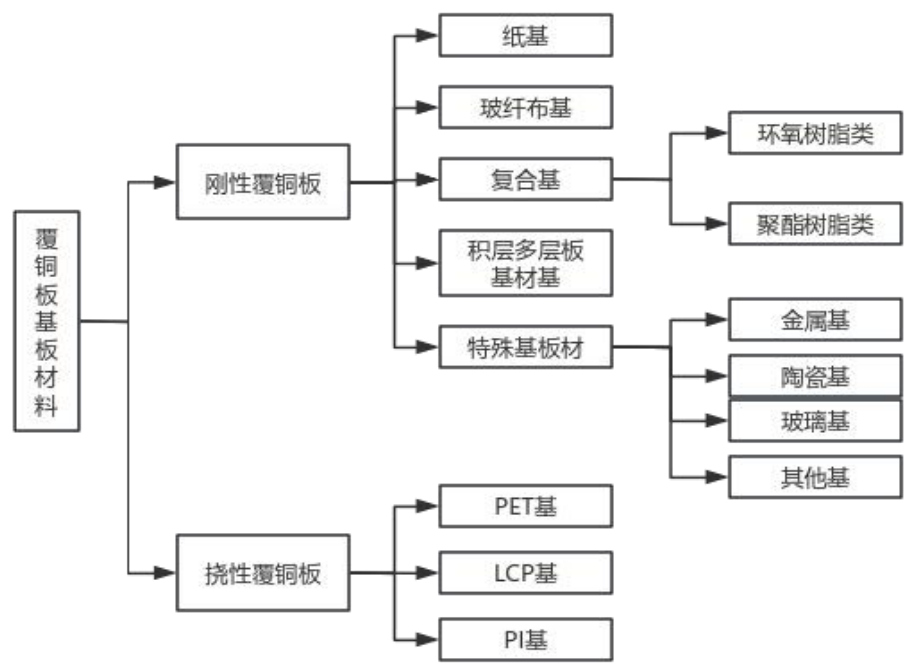 覆铜板基板材料
刚性覆铜板
纸基
玻纤布基
复合基
环氧树脂类
聚酯树脂类
积层多层板
基材基
特殊基板材
金属基
陶瓷基
玻璃基
其他基
挠性覆铜板
PET基
LCP基
PI基